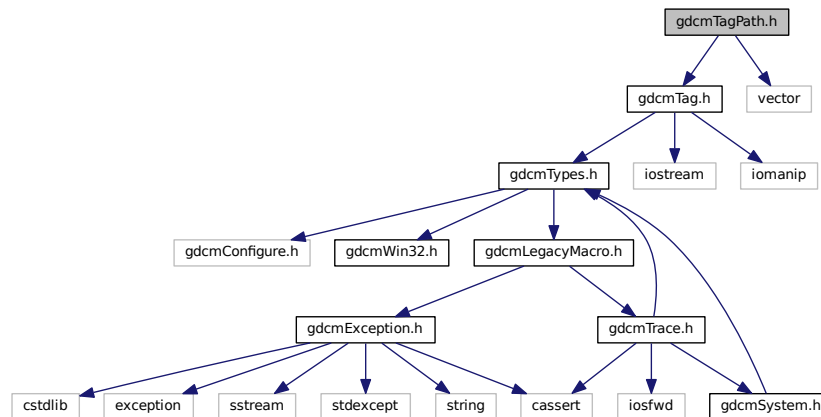 gdcmTagPath.h
gdcmTag.h
vector
gdcmTypes.h
iostream
iomanip
gdcmConfigure.h
gdcmWin32.h
gdcmLegacyMacro.h
gdcmException.h
gdcmTrace.h
cstdlib
exception
sstream
stdexcept
string
cassert
iosfwd
gdcmSystem.h